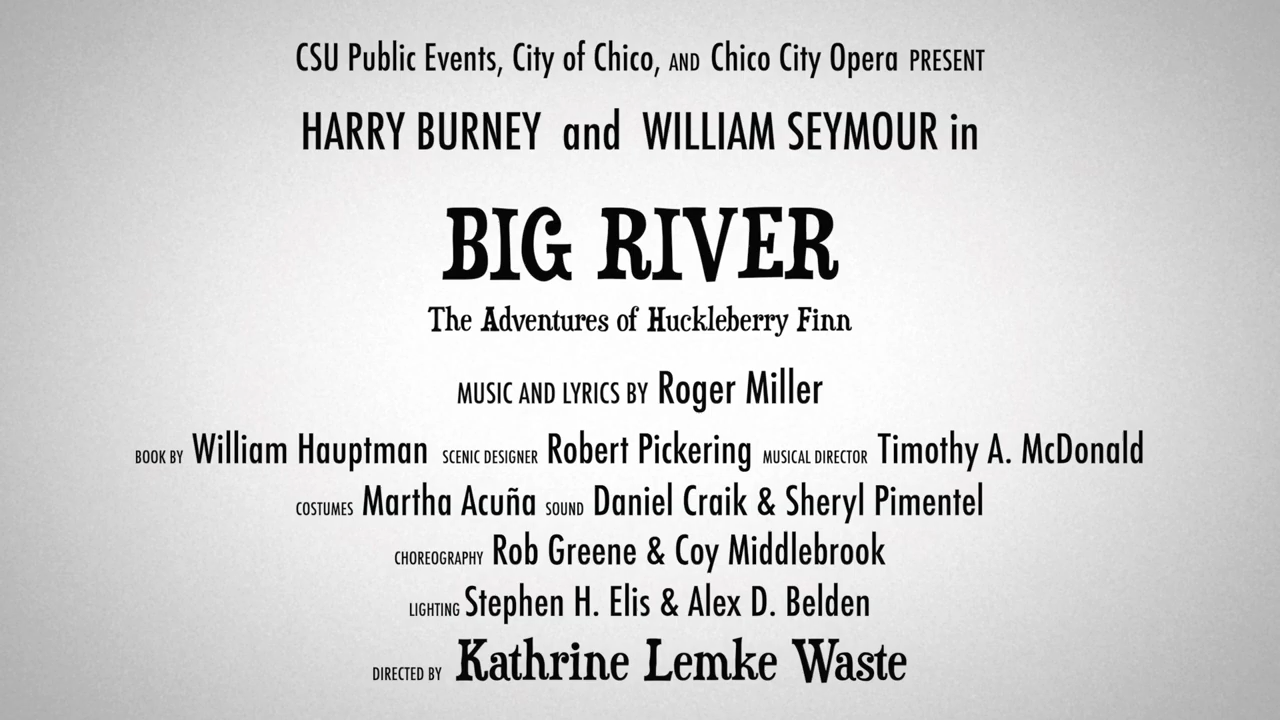 CSU Public Events, City of Chico, AND Chico City Opera PRESENT
HARRY BURNEY and WILLIAM SEYMOUR in
BIG RIVER
The Adventures of Huckleberry Finn
MUSIC AND LYRICS BY Roger Miller
BOOK BY William Hauptman SCENIC DESIGNER Robert Pickering MUSICAL DIRECTOR Timothy A. McDonald
COSTUMES Martha Acuña SOUND Daniel Craik & Sheryl Pimentel
CHOREOGRAPHY Rob Greene & Coy Middlebrook
LIGHTING Stephen H. Elis & Alex D. Belden
DIRECTED BY Kathrine Lemke Waste